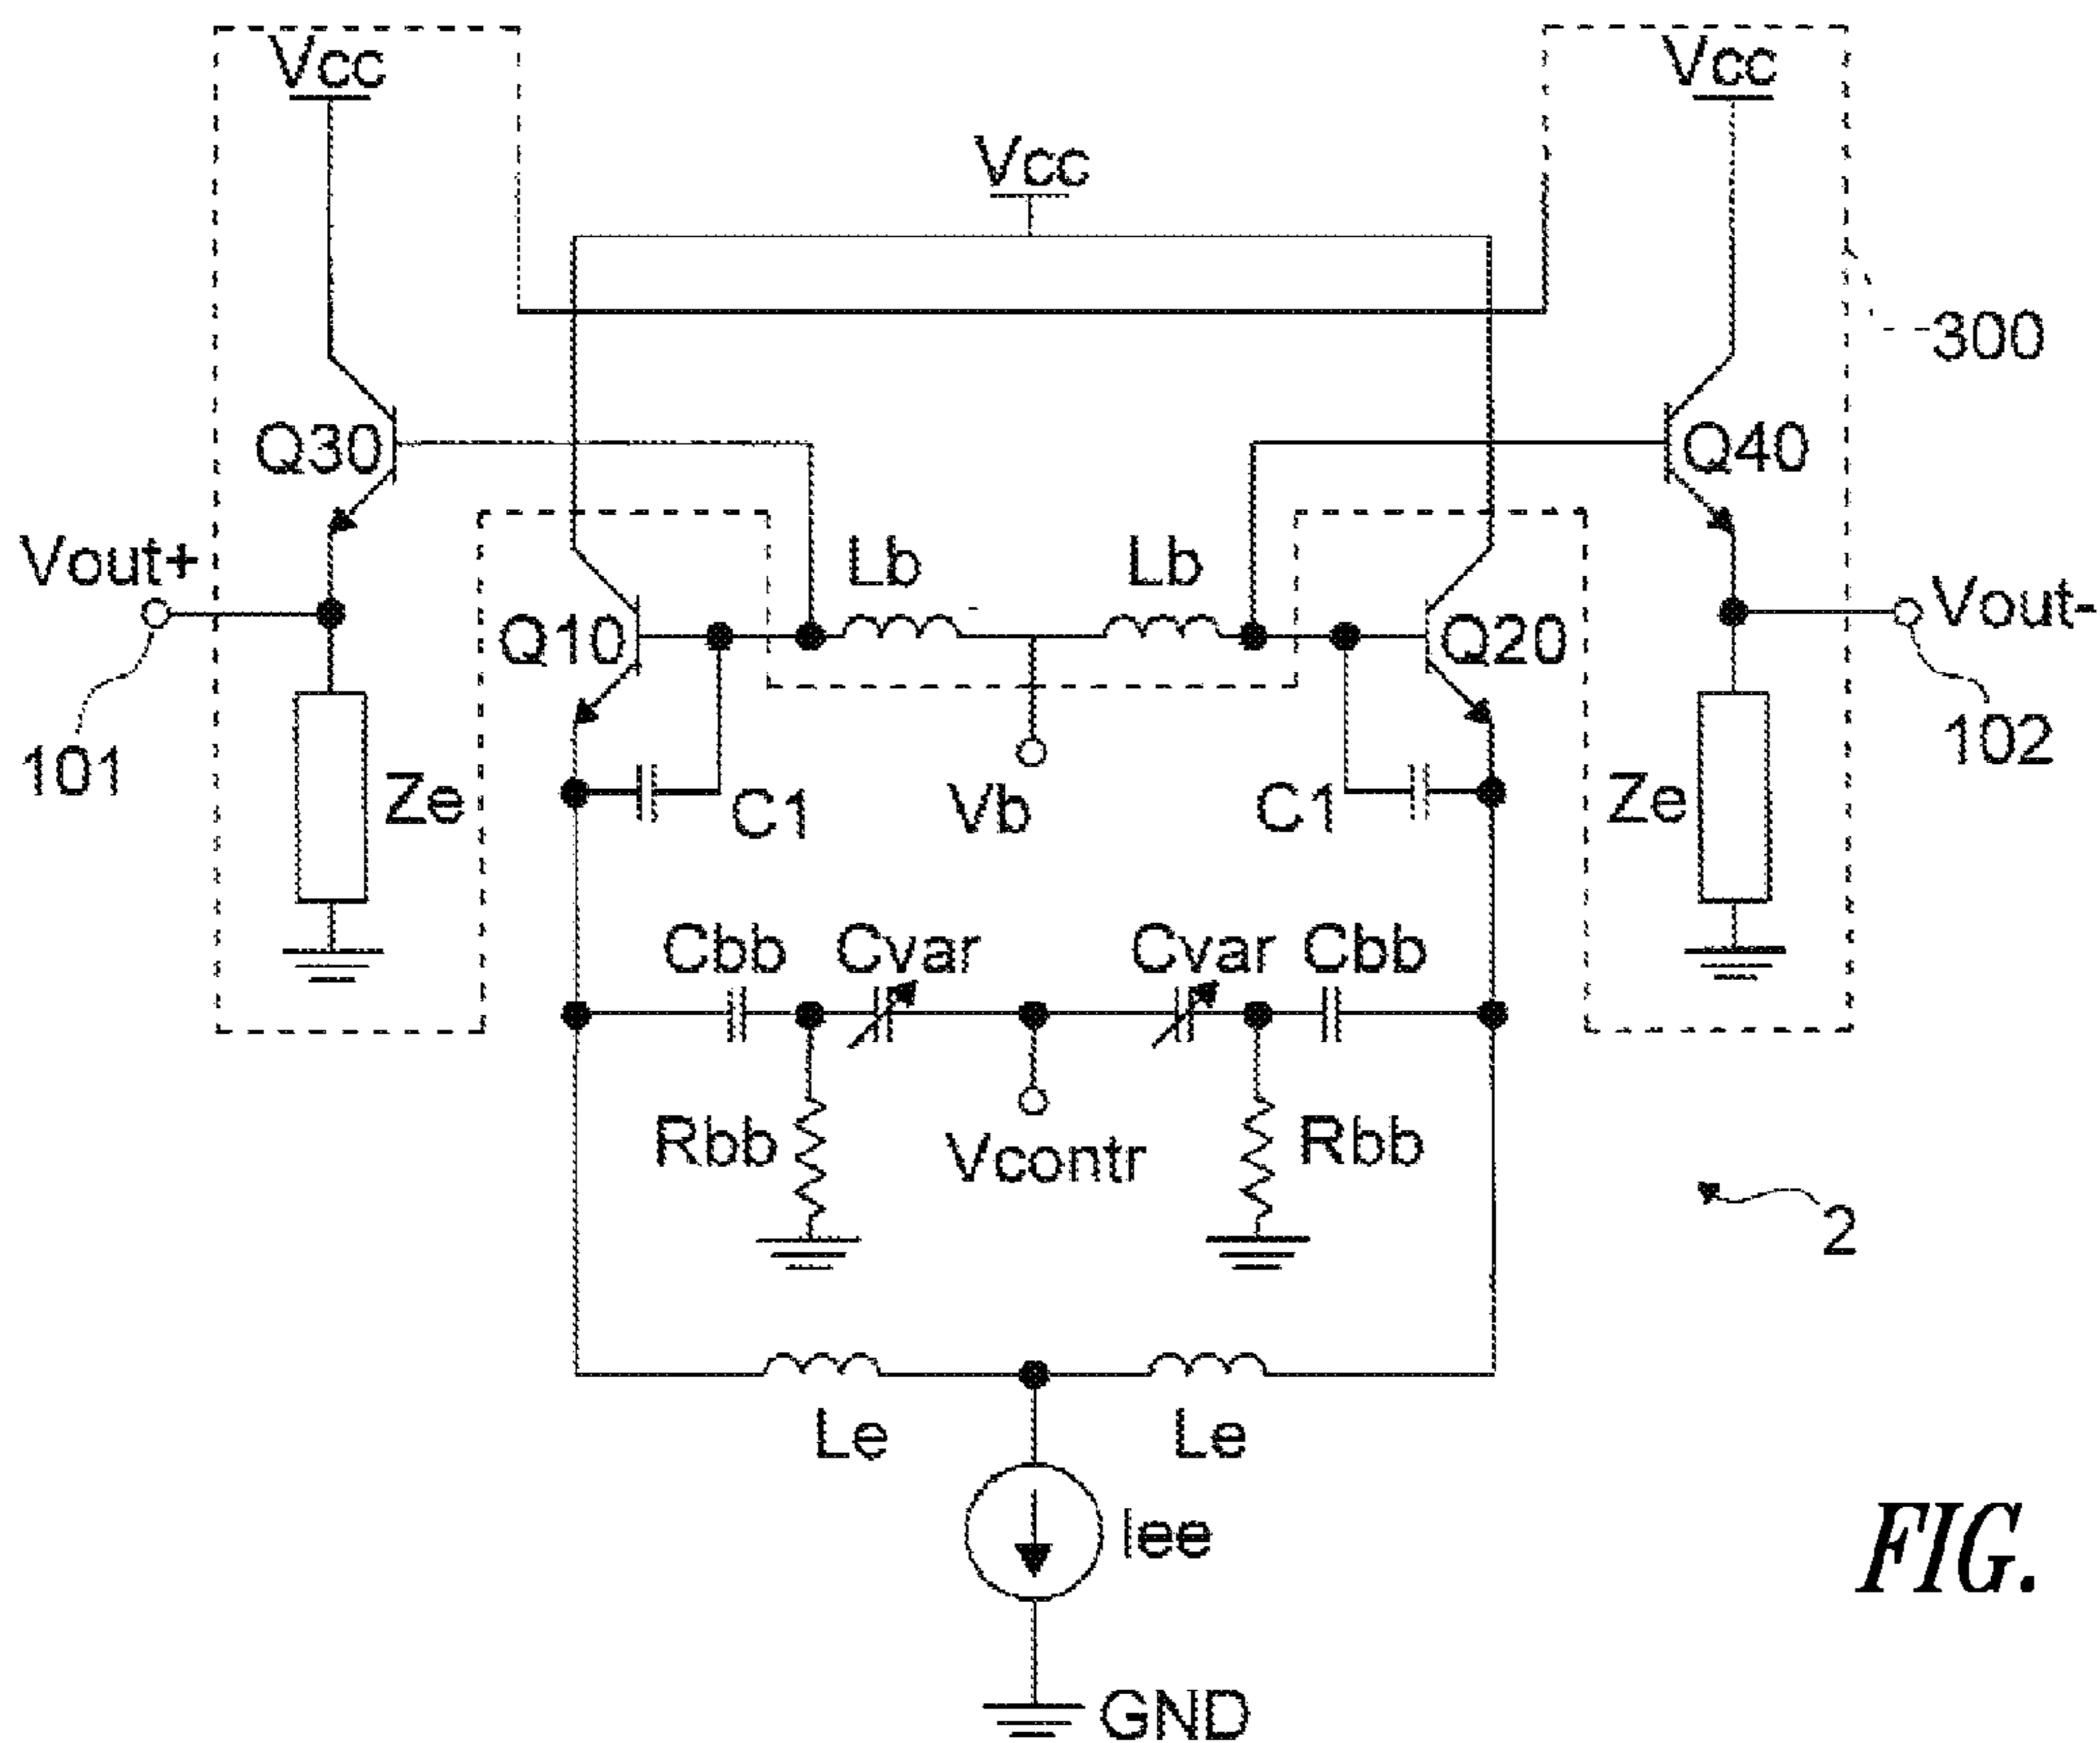 Vcc
Vcc
Vcc
300
Q30
Q40
Vout+
Lb
Lb
Vout-
Q10
Q20
101
102
Ze
C1
Vb
C1
Ze
Cbb
Cvar
Cvar
Cbb
Rbb
Vcontr
Rbb
2
Le
Le
Iee
FIG.
GND